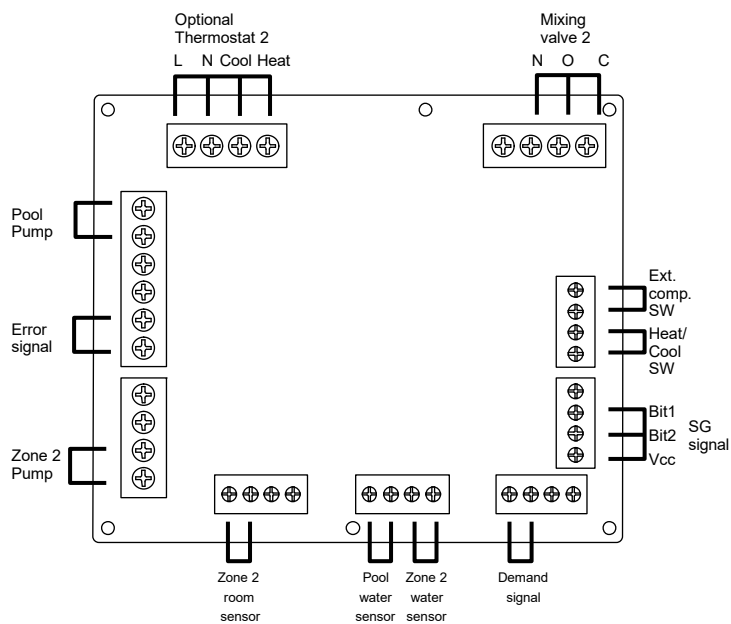 Optional
Thermostat 2
L N Cool Heat
Mixing
valve 2
N O C
Pool
Pump
Error
signal
Zone 2
Pump
Ext.
comp.
SW
Heat/
Cool
SW
Bit1
Bit2
Vcc
SG
signal
Zone 2
room
sensor
Pool
water
sensor
Zone 2
water
sensor
Demand
signal